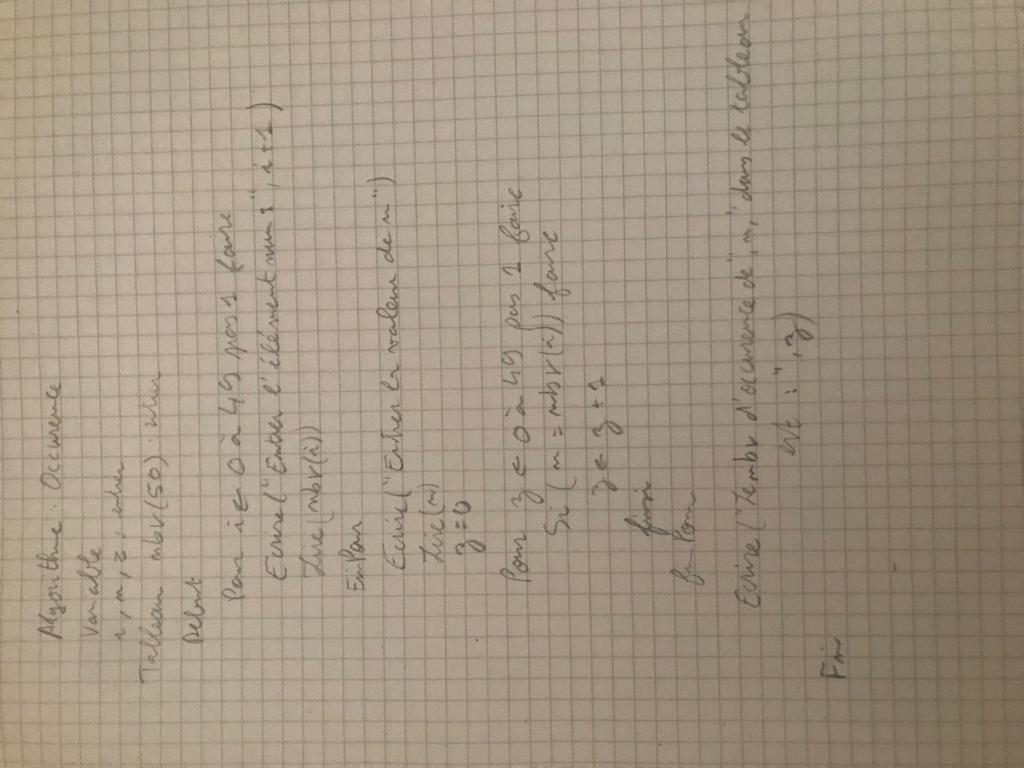 Algorithme : Occurence
Variable
i, n, z : entier
Tableau nbr(50) : entier
Debut
Pour i ← 0 à 49 pas 1 faire
Ecrire("Entrer l'élément num :", i+1)
Lire(nbr(i))
FinPour
Ecrire("Entrer la valeur de n")
Lire(n)
z=0
Pour z ← 0 à 49 pas 1 faire
Si (n = nbr(i)) faire
z ← z + 1
finsi
fin Pour
Ecrire("Le nbr d'occurence de", n, "dans le tableau
est : ", z)
Fin